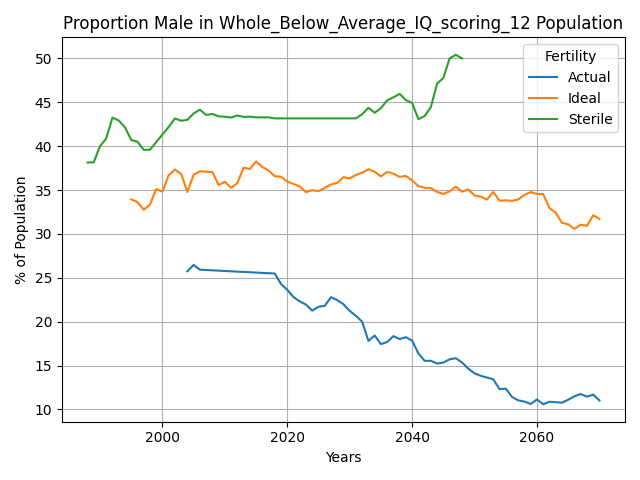 Proportion Male in Whole_Below_Average_IQ_scoring_12 Population
Fertility
Actual
Ideal
Sterile
% of Population
50
45
40
35
30
25
20
15
10
2000 2020 2040 2060
Years